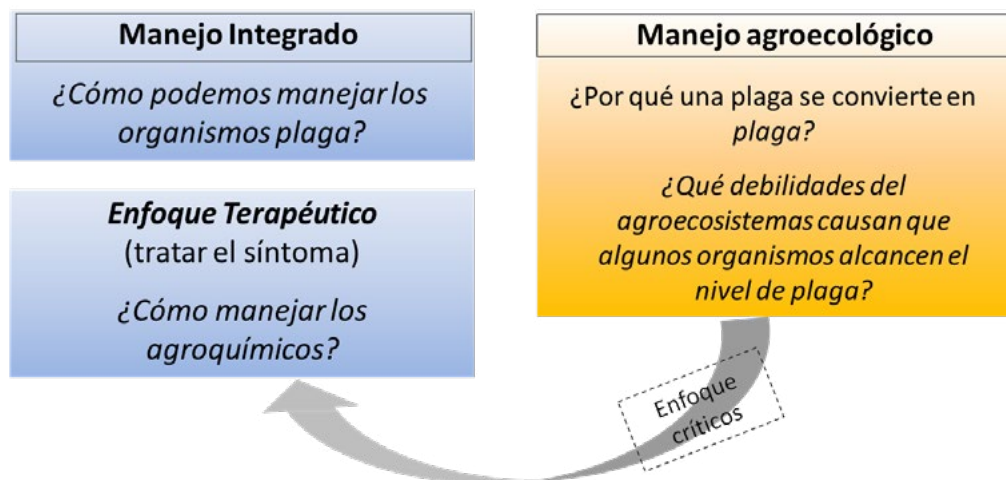 Manejo Integrado
¿Cómo podemos manejar los
organismos plaga?
Enfoque Terapéutico
(tratar el síntoma)
¿Cómo manejar los
agroquímicos?
Manejo agroecológico
¿Por qué una plaga se convierte en
plaga?
¿Qué debilidades del
agroecosistemas causan que
algunos organismos alcancen el
nivel de plaga?
Enfoque
críticos